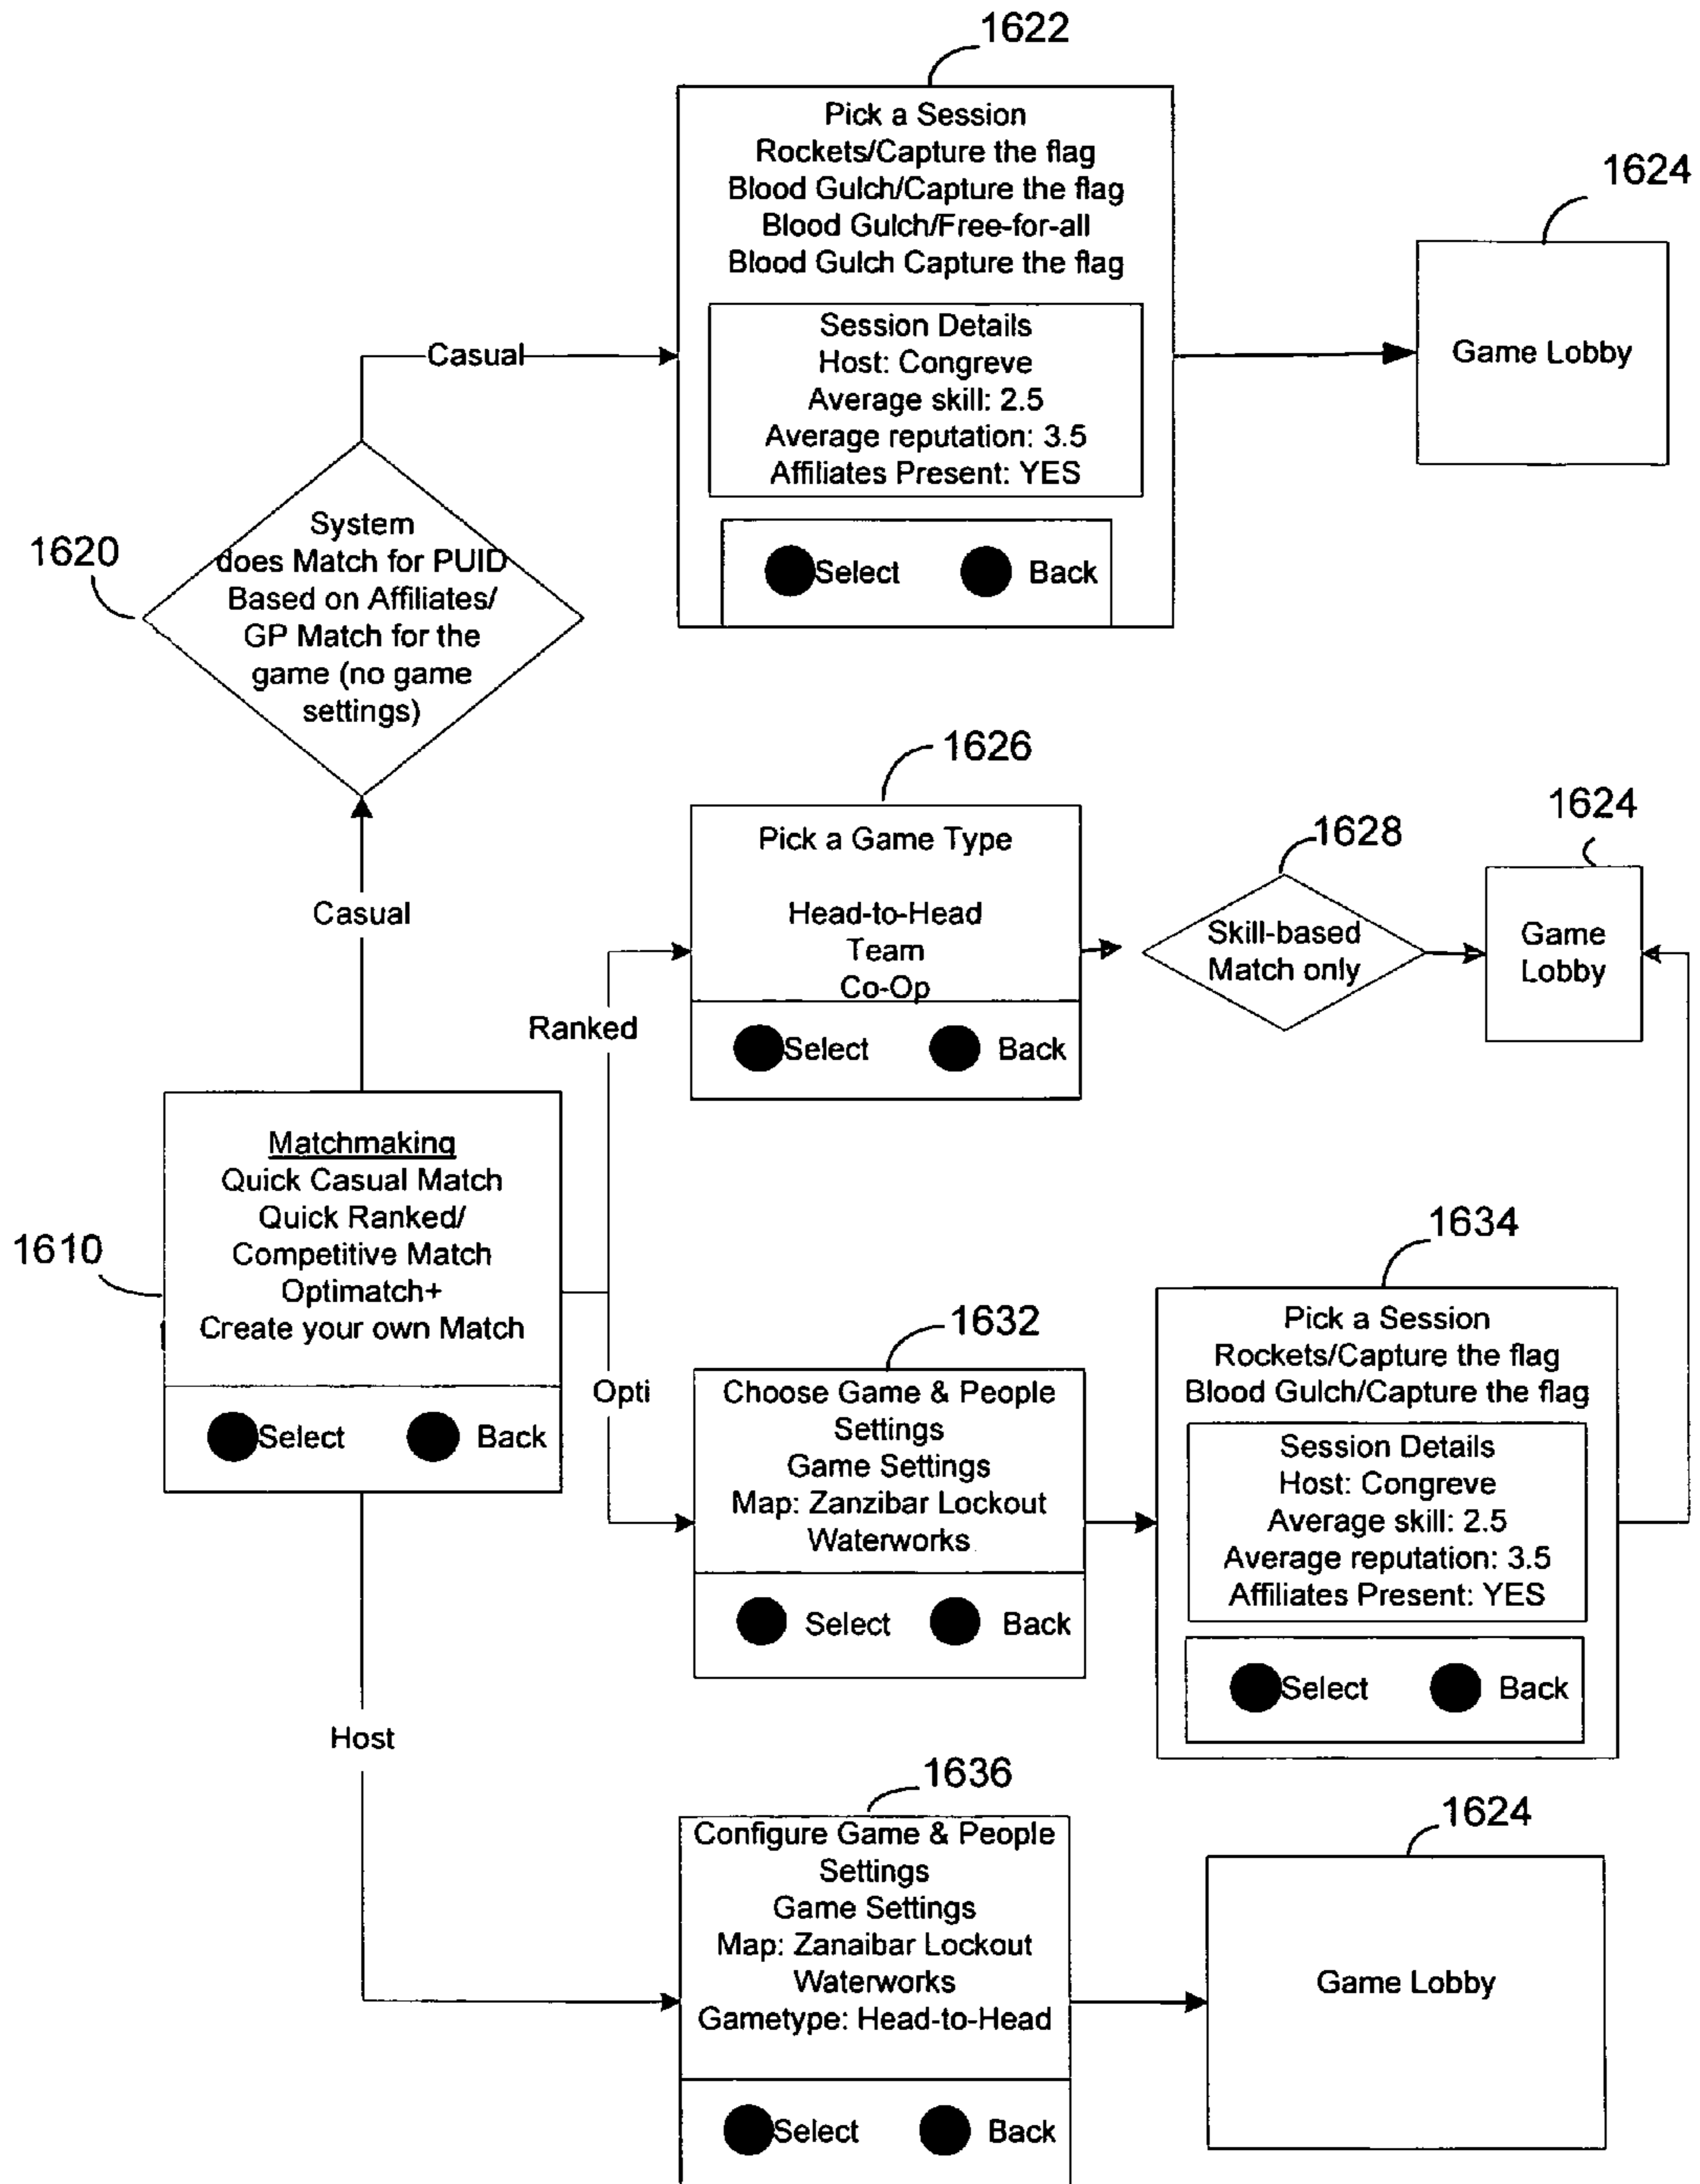 1622
Pick a Session
Rockets/Capture the flag
Blood Gulch/Capture the flag
Blood Gulch/Free-for-all
Blood Gulch Capture the flag
Session Details
Host: Congreve
Average skill: 2.5
Average reputation: 3.5
Affiliates Present: YES
Select
Back
1624
Game Lobby
Casual
1620
System
does Match for PUID
Based on Affiliates/
GP Match for the
game (no game
settings)
Casual
1626
Pick a Game Type
Head-to-Head
Team
Co-Op
Select
Back
1628
Skill-based
Match only
1624
Game
Lobby
Ranked
1610
Matchmaking
Quick Casual Match
Quick Ranked/
Competitive Match
Optimatch+
Create your own Match
Select
Back
Opti
1632
Choose Game & People
Settings
Game Settings
Map: Zanzibar Lockout
Waterworks
Select
Back
1634
Pick a Session
Rockets/Capture the flag
Blood Gulch/Capture the flag
Session Details
Host: Congreve
Average skill: 2.5
Average reputation: 3.5
Affiliates Present: YES
Select
Back
Host
1636
Configure Game & People
Settings
Game Settings
Map: Zanaibar Lockout
Waterworks
Gametype: Head-to-Head
Select
Back
1624
Game Lobby